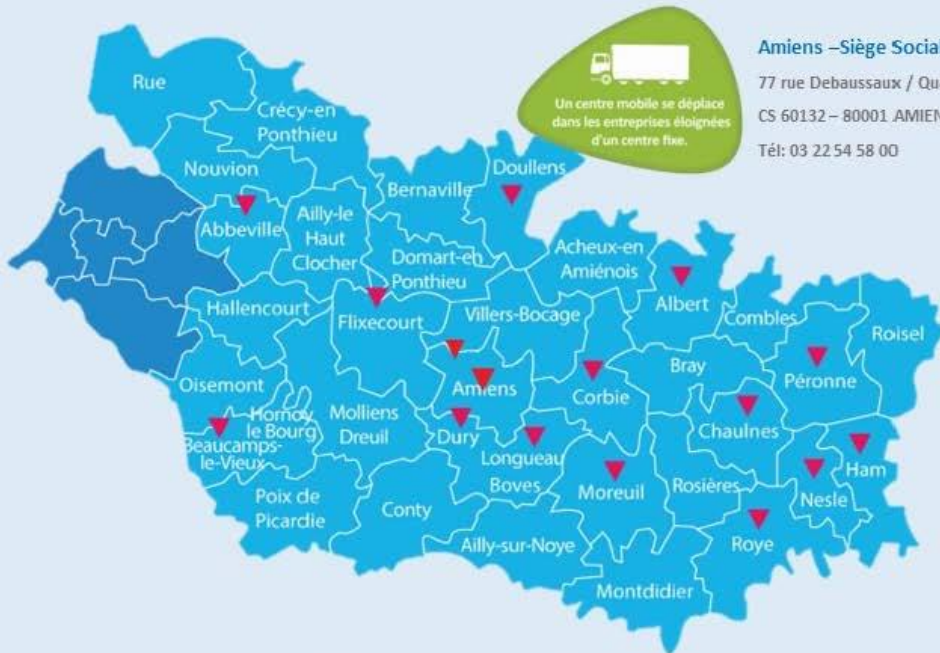 Un centre mobile se déplace
dans les entreprises éloignées
d'un centre fixe.
Amiens –Siège Social
77 rue Debaussaux / Qu
CS 60132 – 80001 AMIEN
Tél: 03 22 54 58 00
Rue
Crécy-en
Ponthieu
Nouvion
Abbeville
Ailly-le
Haut
Clocher
Bernaville
Doullens
Domart-en
Ponthieu
Acheux-en
Amiénois
Albert
Hallencourt
Flixecourt
Villers-Bocage
Combles
Roisel
Oisemont
Amiens
Corbie
Bray
Péronne
Hornoy
le Bourg
Beaucamps-
le-Vieux
Molliens
Dreuil
Dury
Longueau
Boves
Moreuil
Rosières
Chaulnes
Nesle
Ham
Poix de
Picardie
Conty
Ailly-sur-Noye
Roye
Montdidier